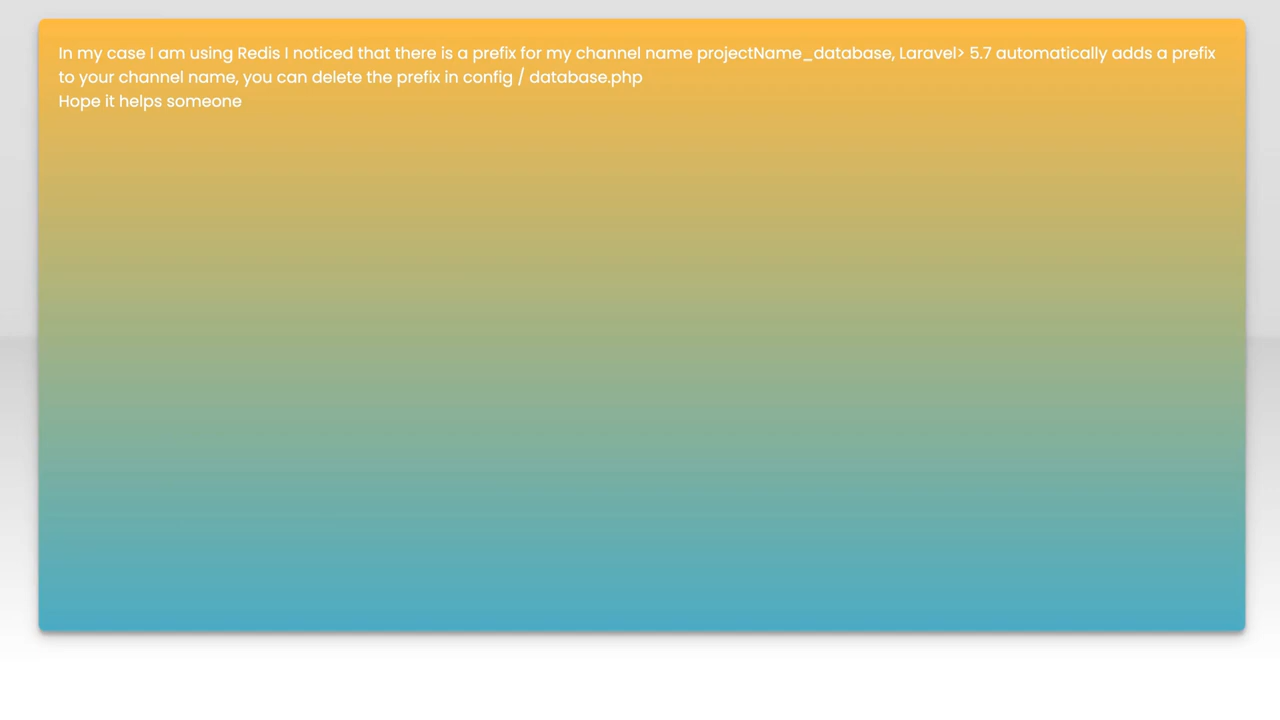 In my case I am using Redis I noticed that there is a prefix for my channel name projectName_database, Laravel> 5.7 automatically adds a prefix
to your channel name, you can delete the prefix in config / database.php
Hope it helps someone